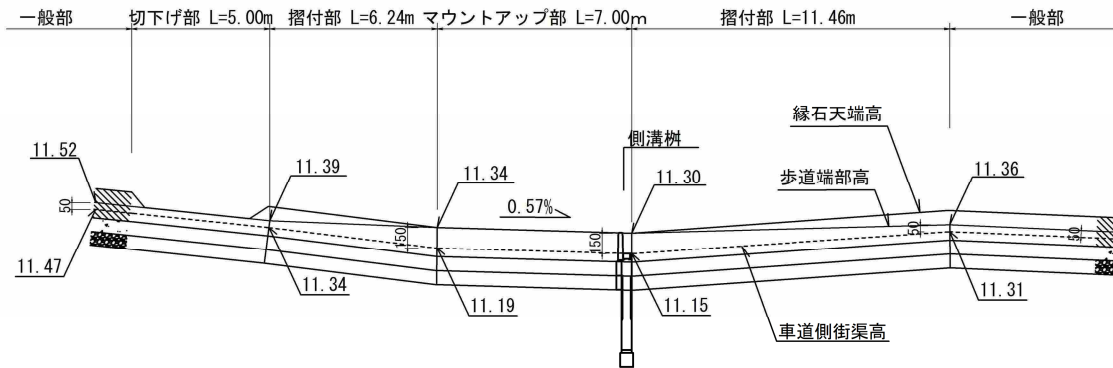 一般部 切下げ部 L=5.00m 摺付部 L=6.24m マウントアップ部 L=7.00m 摺付部 L=11.46m 一般部
縁石天端高
側溝桝
11.52 11.39 11.34 11.30 歩道端部高 11.36
0.57%
50 150 150 50 50
11.47 11.34 11.19 11.15 11.31
車道側街渠高